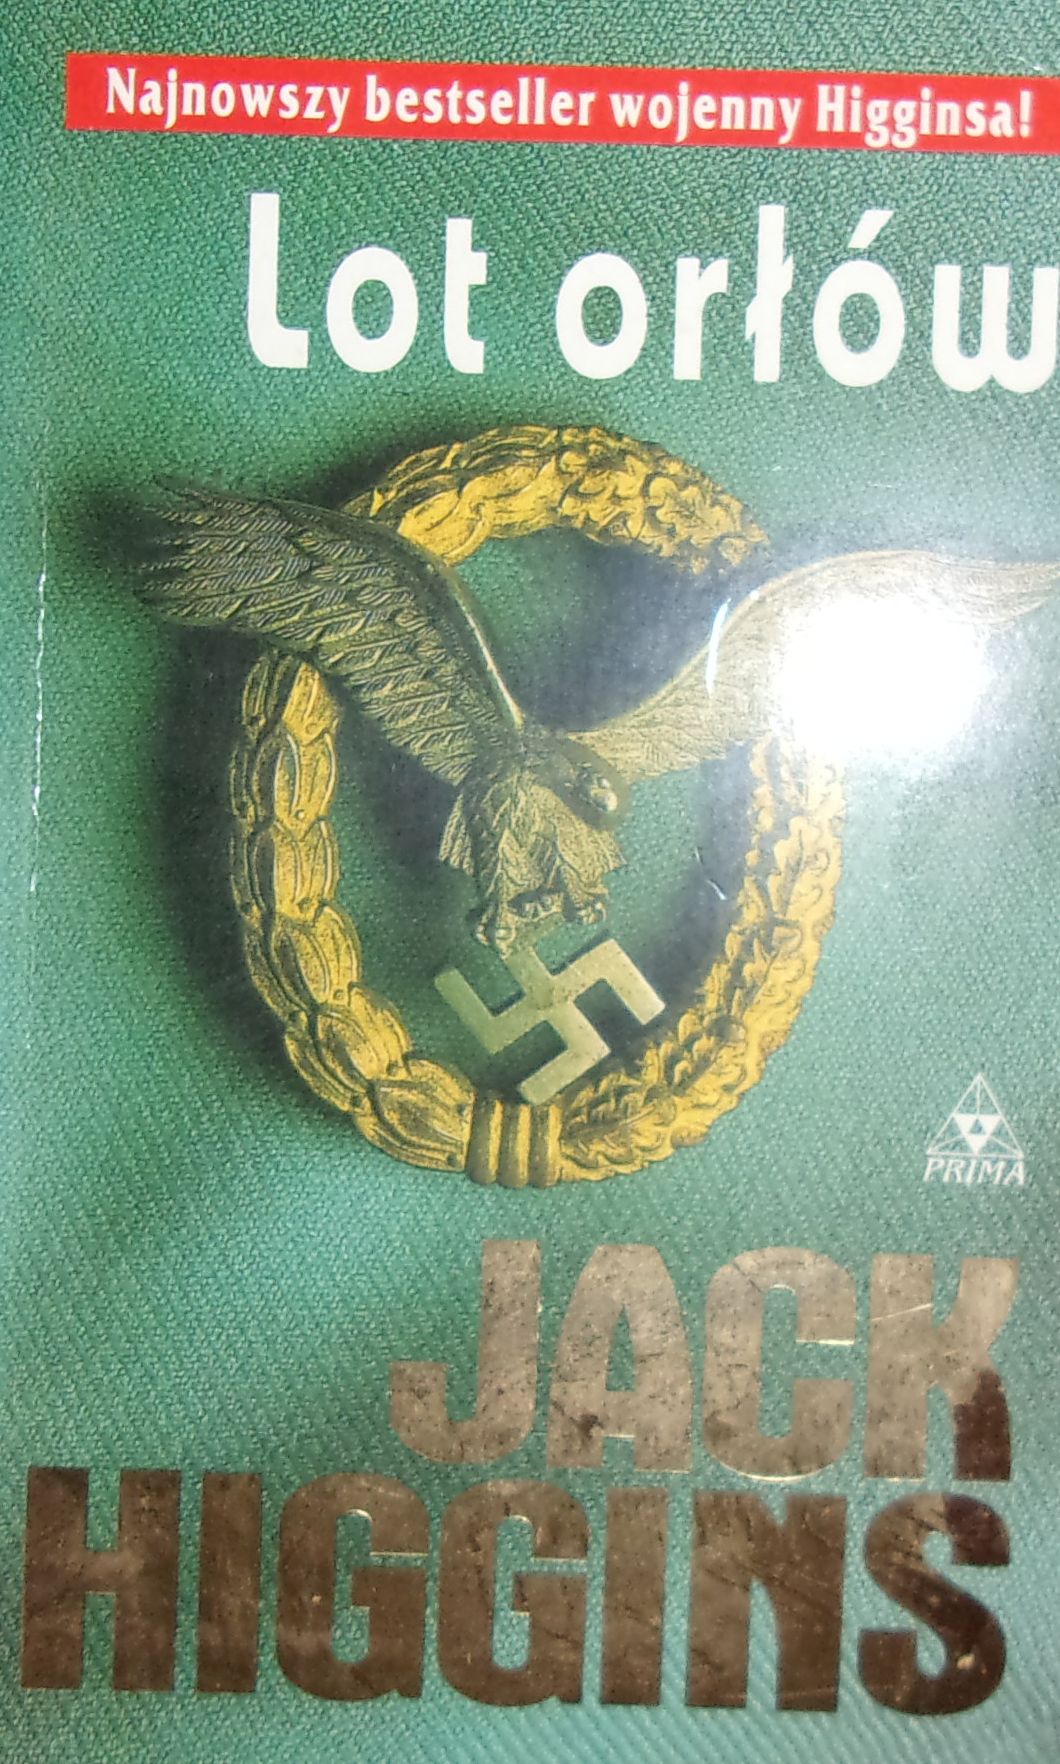 Najnowszy bestseller wojenny Higginsa!
Lot orłów
PRIMA
JACK
HIGGINS